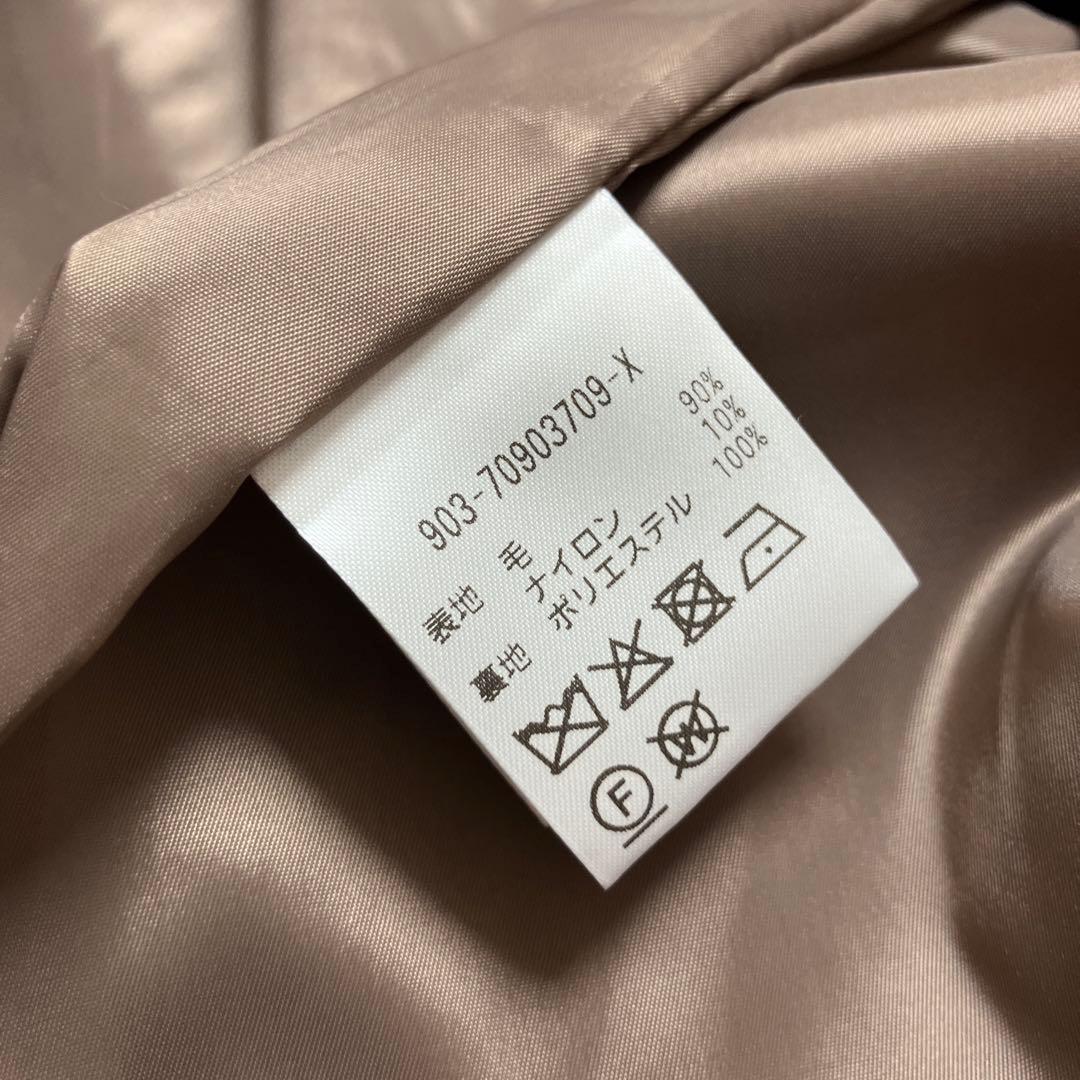 903-70903709-X
表地 毛 90%
ナイロン 10%
裏地 ポリエステル 100%
W
F